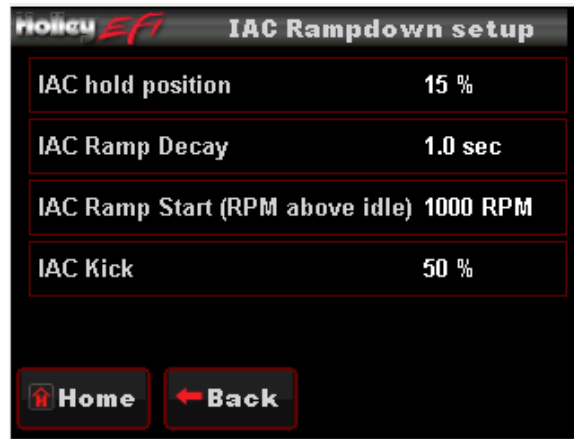 Holley EFI IAC Rampdown setup
IAC hold position 15 %
IAC Ramp Decay 1.0 sec
IAC Ramp Start (RPM above idle) 1000 RPM
IAC Kick 50 %
Home Back